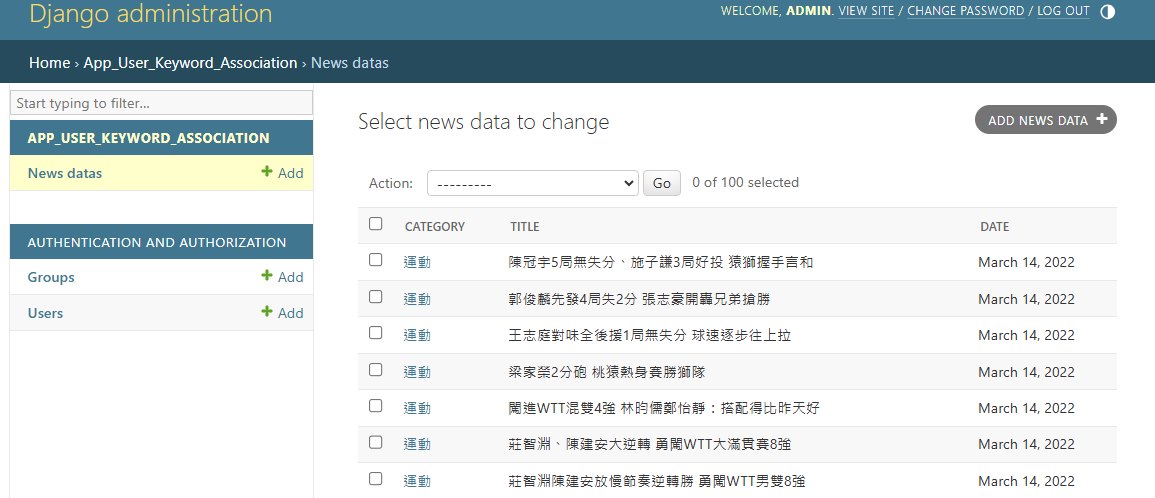 Django administration
WELCOME, ADMIN. VIEW SITE / CHANGE PASSWORD / LOG OUT
Home › App_User_Keyword_Association › News datas
Start typing to filter...
APP_USER_KEYWORD_ASSOCIATION
News datas + Add
AUTHENTICATION AND AUTHORIZATION
Groups + Add
Users + Add
Select news data to change
ADD NEWS DATA +
Action: --------- Go 0 of 100 selected
CATEGORY TITLE DATE
運動 陳冠宇5局無失分、施子謙3局好投 猿獅握手言和 March 14, 2022
運動 郭俊麟先發4局失2分 張志豪開轟兄弟搶勝 March 14, 2022
運動 王志庭對味全後援1局無失分 球速逐步往上拉 March 14, 2022
運動 梁家榮2分砲 桃猿熱身賽勝獅隊 March 14, 2022
運動 闖進WTT混雙4強 林昀儒鄭怡靜：搭配得比昨天好 March 14, 2022
運動 莊智淵、陳建安大逆轉 勇闖WTT大滿貫賽8強 March 14, 2022
運動 莊智淵陳建安放慢節奏逆轉勝 勇闖WTT男雙8強 March 14, 2022